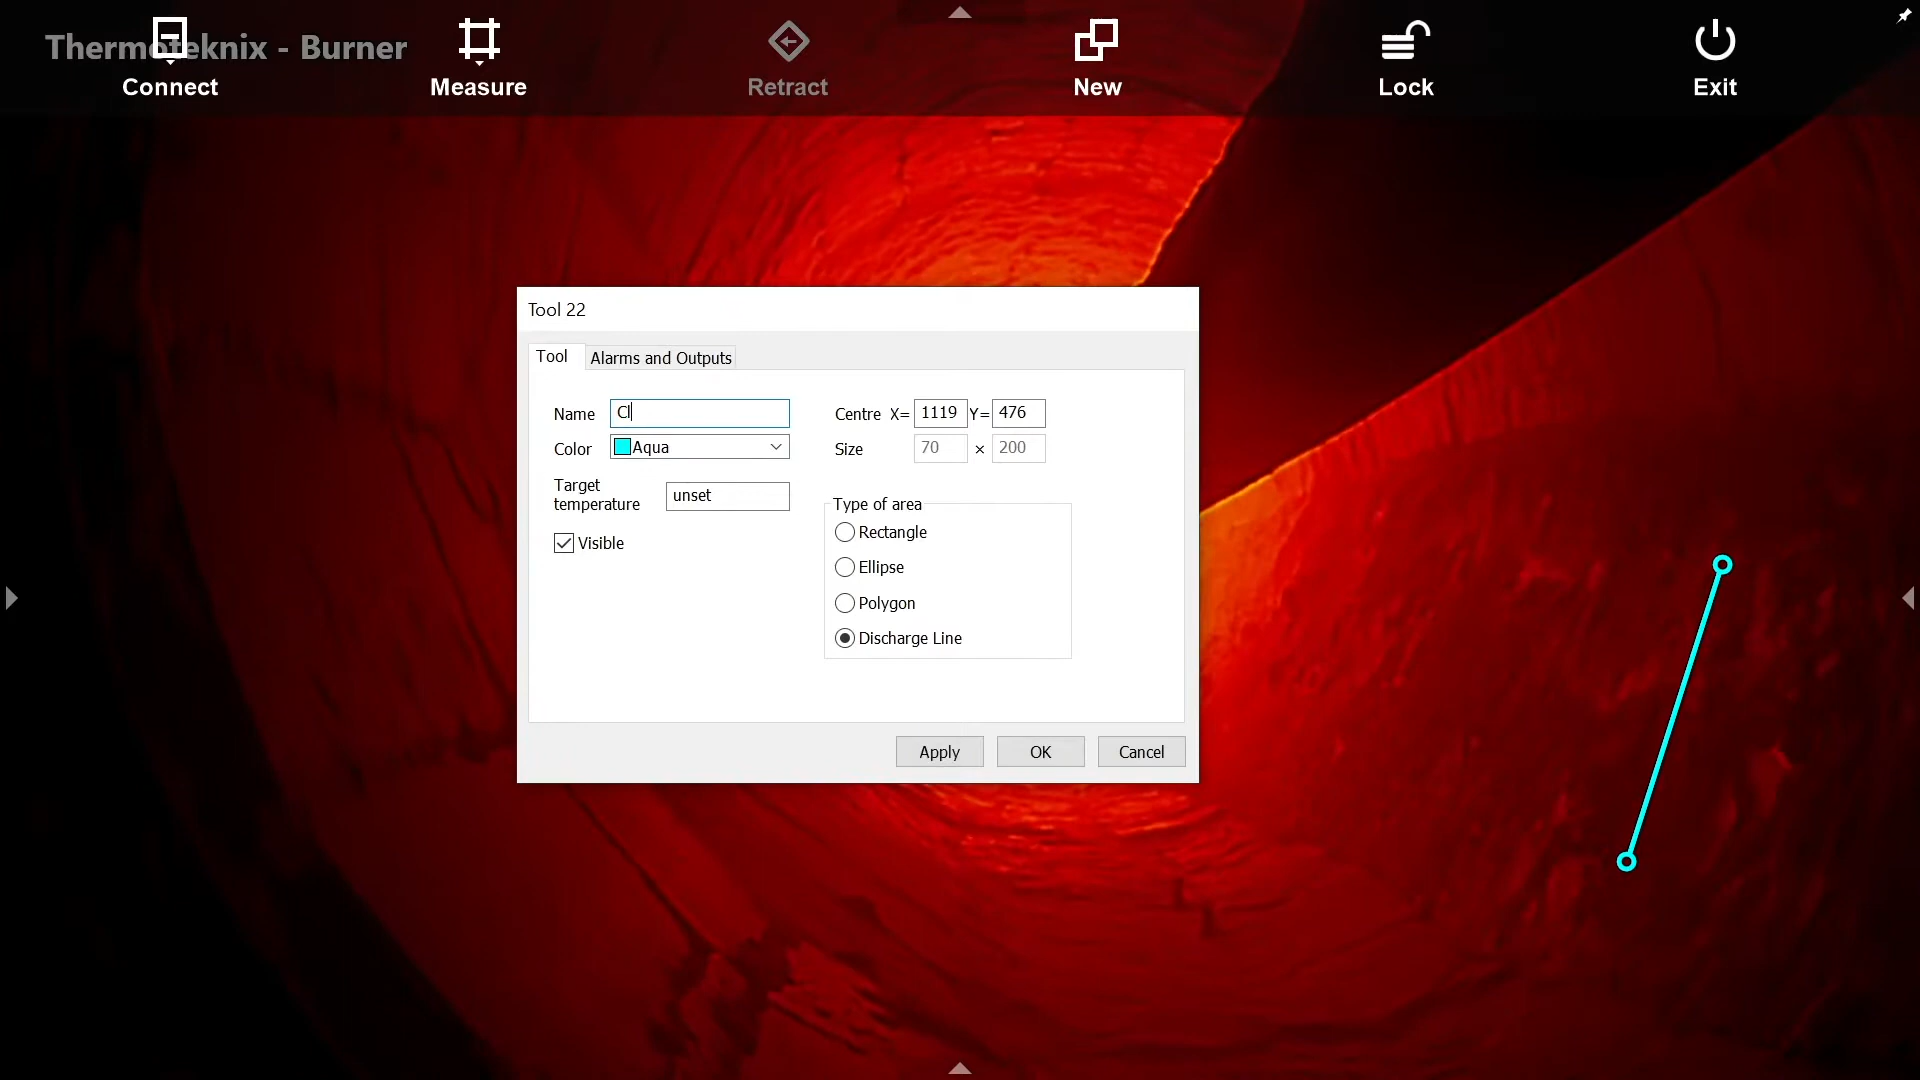 Thermoteknix - Burner
Connect
Measure
Retract
New
Lock
Exit
Tool 22
Tool
Alarms and Outputs
Name Cl
Centre X= 1119 Y= 476
Color Aqua
Size 70 × 200
Target temperature unset
Visible
Type of area
Rectangle
Ellipse
Polygon
Discharge Line
Apply
OK
Cancel